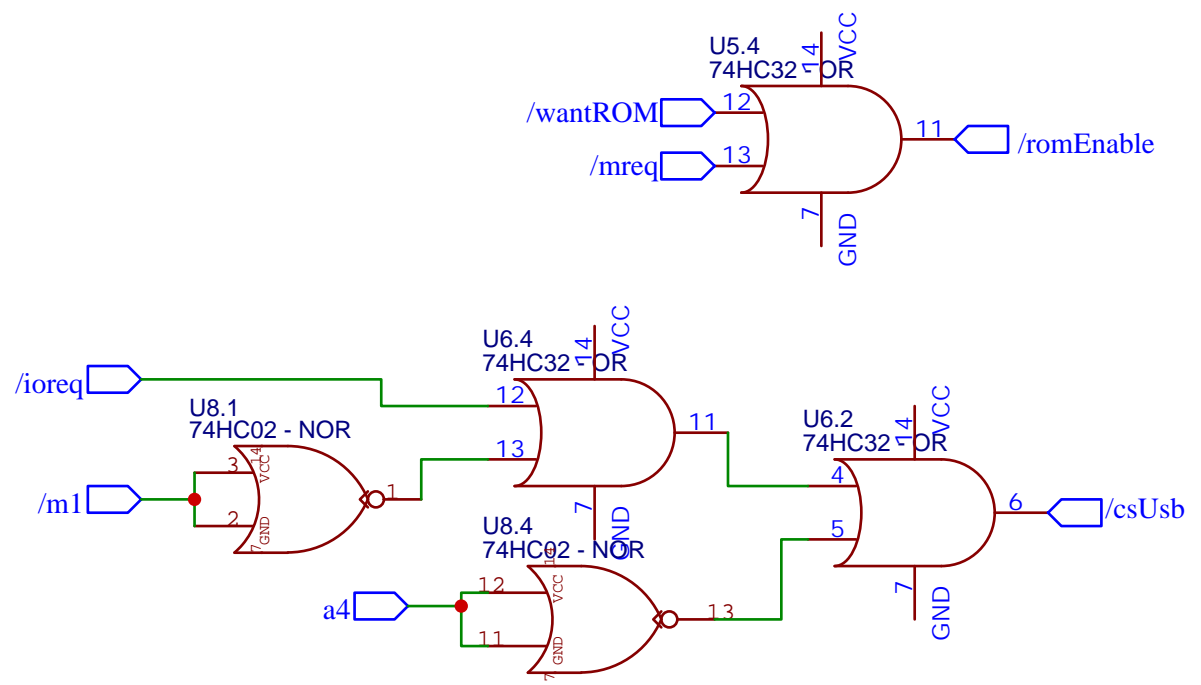 U5.4
74HC32 - OR
14
VCC
/wantROM
12
/mreq
13
11
/romEnable
7
GND
/ioreq
U6.4
74HC32 - OR
14
VCC
12
13
11
7
GND
U8.1
74HC02 - NOR
/m1
3
2
14
VCC
GND
7
1
U6.2
74HC32 - OR
14
VCC
4
5
6
/csUsb
7
GND
U8.4
74HC02 - NOR
a4
12
11
14
VCC
GND
7
13